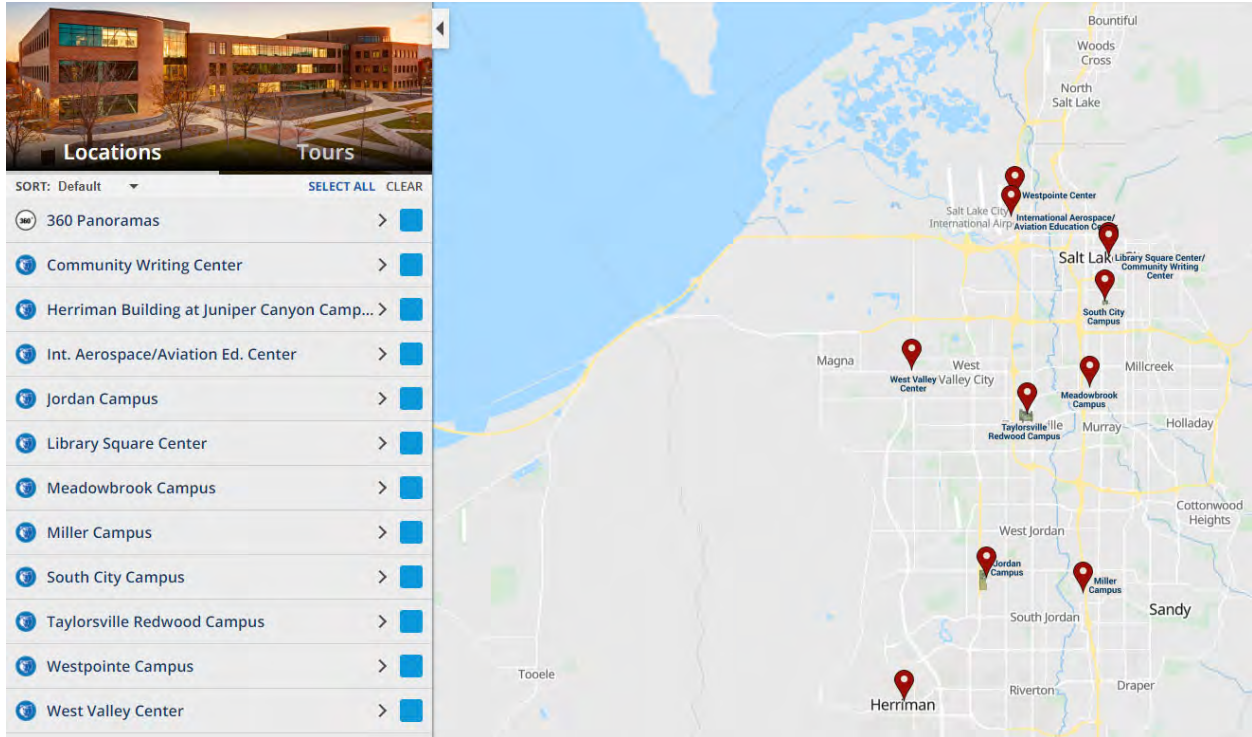 Locations
Tours
SORT: Default
SELECT ALL CLEAR
360 Panoramas
Community Writing Center
Herriman Building at Juniper Canyon Camp...
Int. Aerospace/Aviation Ed. Center
Jordan Campus
Library Square Center
Meadowbrook Campus
Miller Campus
South City Campus
Taylorsville Redwood Campus
Westpointe Campus
West Valley Center
Bountiful
Woods
Cross
North
Salt Lake
Westpointe Center
Salt Lake City
International Airp
International Aerospace/
Aviation Education Ce
Salt Lak
Library Square Center/
Community Writing
Center
South City
Campus
Magna
West
Valley City
West Valley
Center
Millcreek
Meadowbrook
Campus
Taylorsville
Redwood Campus
ille
Murray
Holladay
Cottonwood
Heights
West Jordan
Jordan
Campus
Miller
Campus
South Jordan
Sandy
Tooele
Herriman
Riverton
Draper